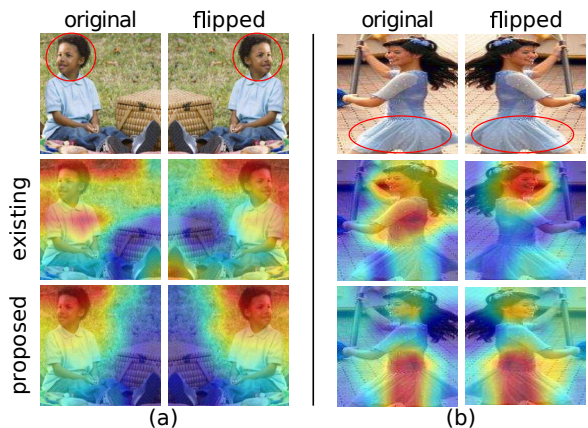 original flipped original flipped
existing
proposed
(a) (b)